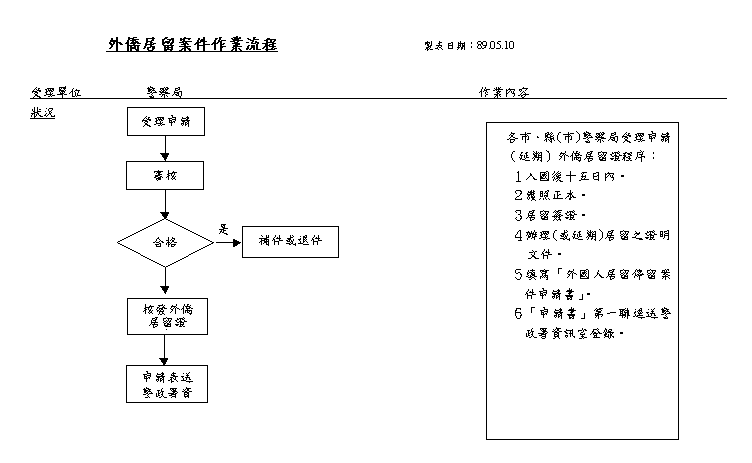 外僑居留案件作業流程
製表日期：89.05.10
受理單位
警察局
作業內容
狀況
受理申請
審核
合格
是
補件或退件
核發外僑
居留證
申請表送
警政署資
各市、縣(市)警察局受理申請
(延期) 外僑居留證程序：
1入國後十五日內。
2護照正本。
3居留簽證。
4辦理(或延期)居留之證明
文件。
5填寫「外國人居留停留案
件申請書」。
6「申請書」第一聯遞送警
政署資訊室登錄。